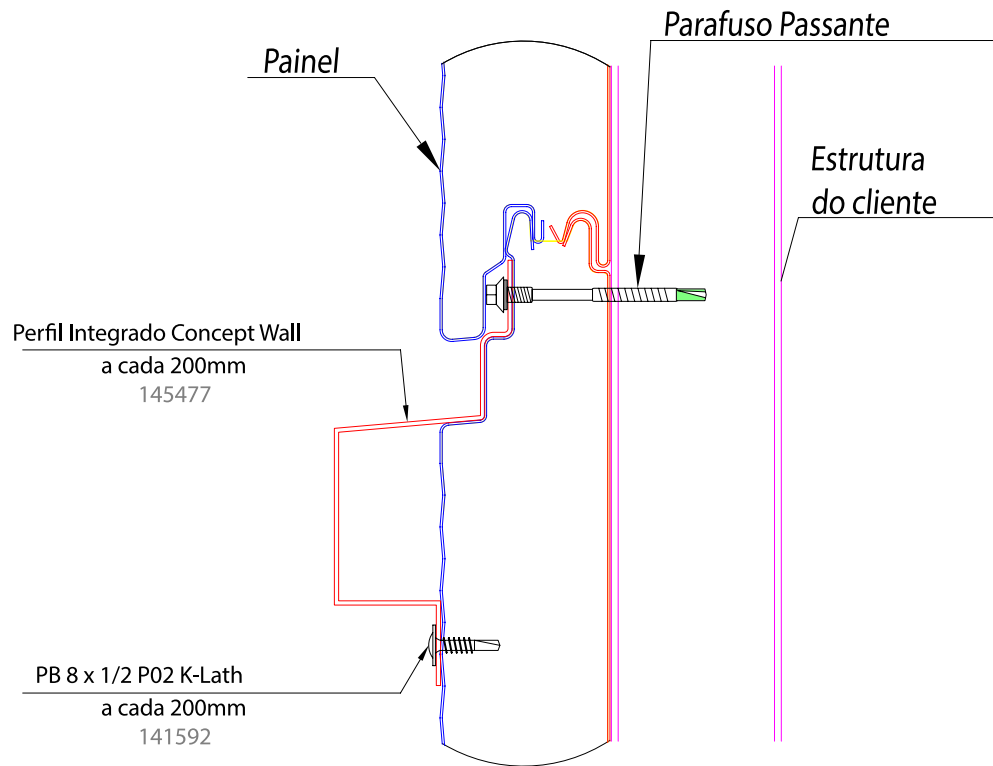 Parafuso Passante
Painel
Estrutura
do cliente
Perfil Integrado Concept Wall
a cada 200mm
145477
PB 8 x 1/2 P02 K-Lath
a cada 200mm
141592